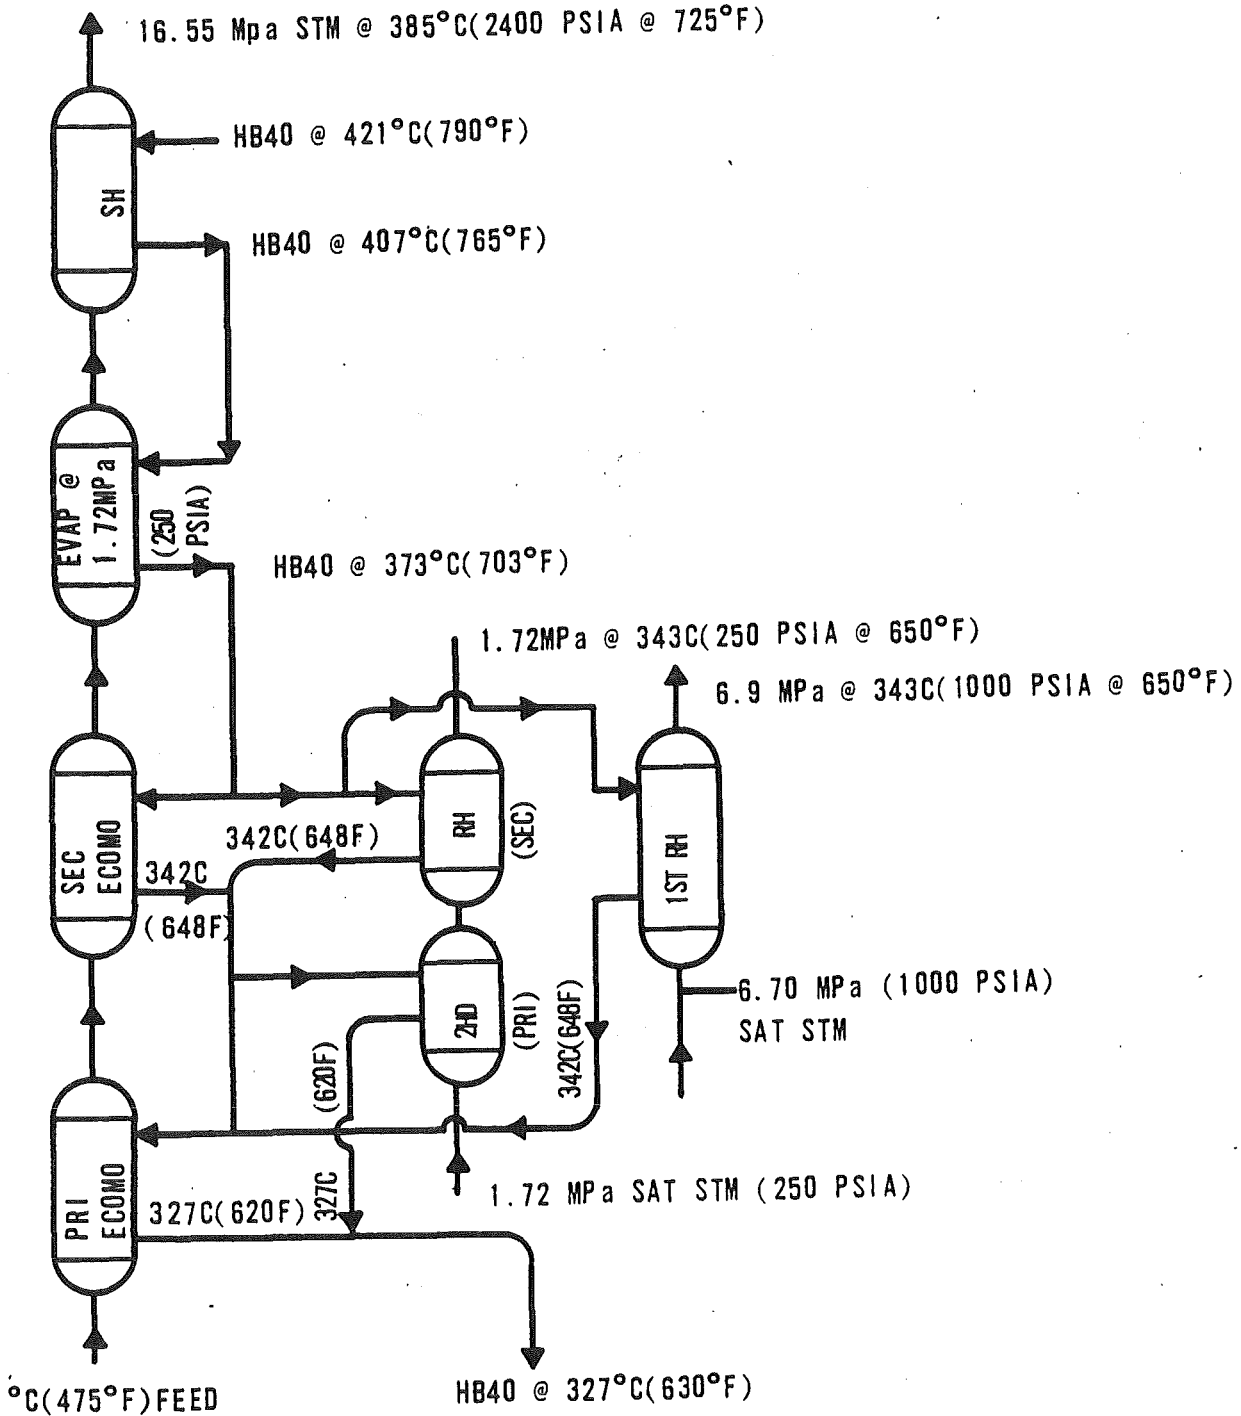 16.55 Mpa STM @ 385°C(2400 PSIA @ 725°F)
HB40 @ 421°C(790°F)
SH
HB40 @ 407°C(765°F)
EVAP @
1.72MPa
(250
PSIA)
HB40 @ 373°C(703°F)
1.72MPa @ 343C(250 PSIA @ 650°F)
6.9 MPa @ 343C(1000 PSIA @ 650°F)
SEC
ECOMO
342C
(648F)
342C(648F)
RH
(SEC)
1ST RH
2HD
(PRI)
6.70 MPa (1000 PSIA)
SAT STM
342C(648F)
(620F)
327C
1.72 MPa SAT STM (250 PSIA)
PRI
ECOMO
327C(620F)
°C(475°F)FEED
HB40 @ 327°C(630°F)